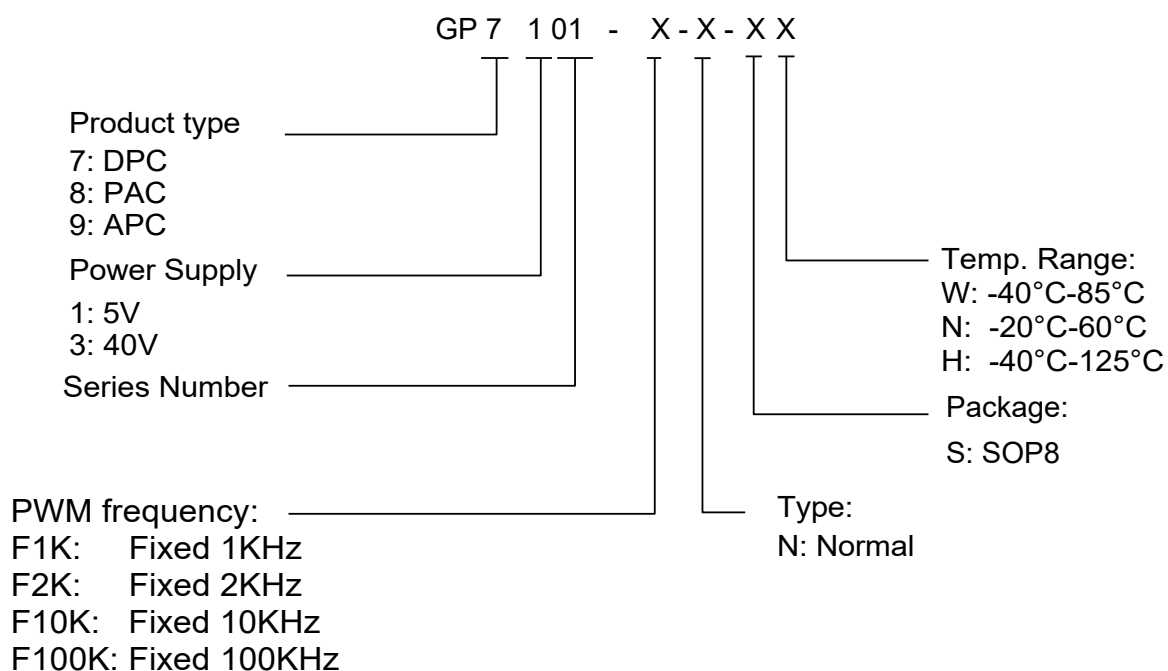 GP 7 1 01 - X - X - X X
Product type
7: DPC
8: PAC
9: APC
Power Supply
1: 5V
3: 40V
Series Number
PWM frequency:
F1K: Fixed 1KHz
F2K: Fixed 2KHz
F10K: Fixed 10KHz
F100K: Fixed 100KHz
Temp. Range:
W: -40°C-85°C
N: -20°C-60°C
H: -40°C-125°C
Package:
S: SOP8
Type:
N: Normal